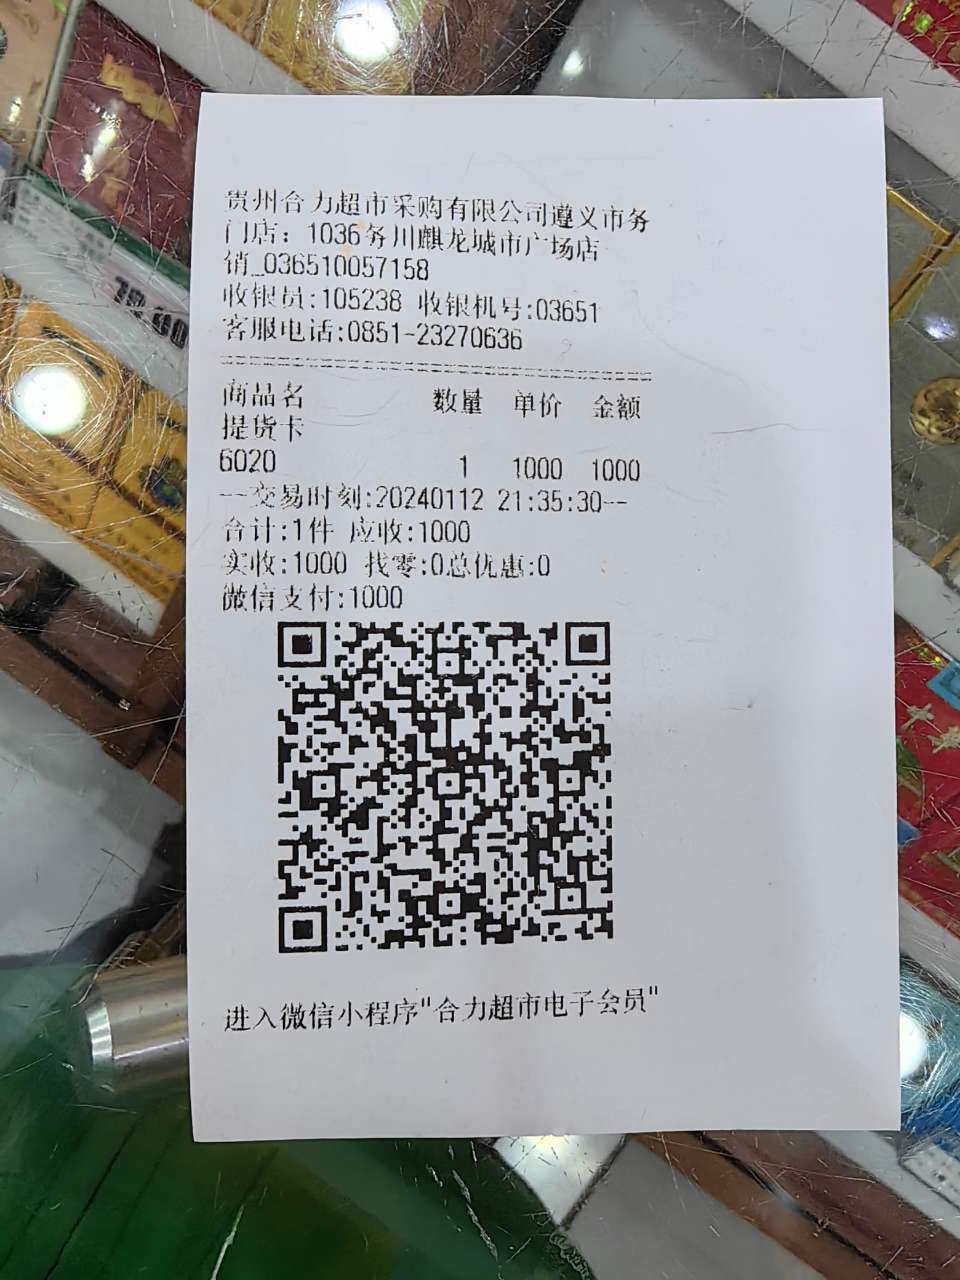 贵州合力超市采购有限公司遵义市务
门店：1036务川麒龙城市广场店
销_036510057158
收银员:105238 收银机号:03651
客服电话:0851-23270636
商品名 数量 单价 金额
提货卡
6020 1 1000 1000
--交易时刻:20240112 21:35:30--
合计:1件 应收:1000
实收:1000 找零:0总优惠:0
微信支付:1000
进入微信小程序"合力超市电子会员"